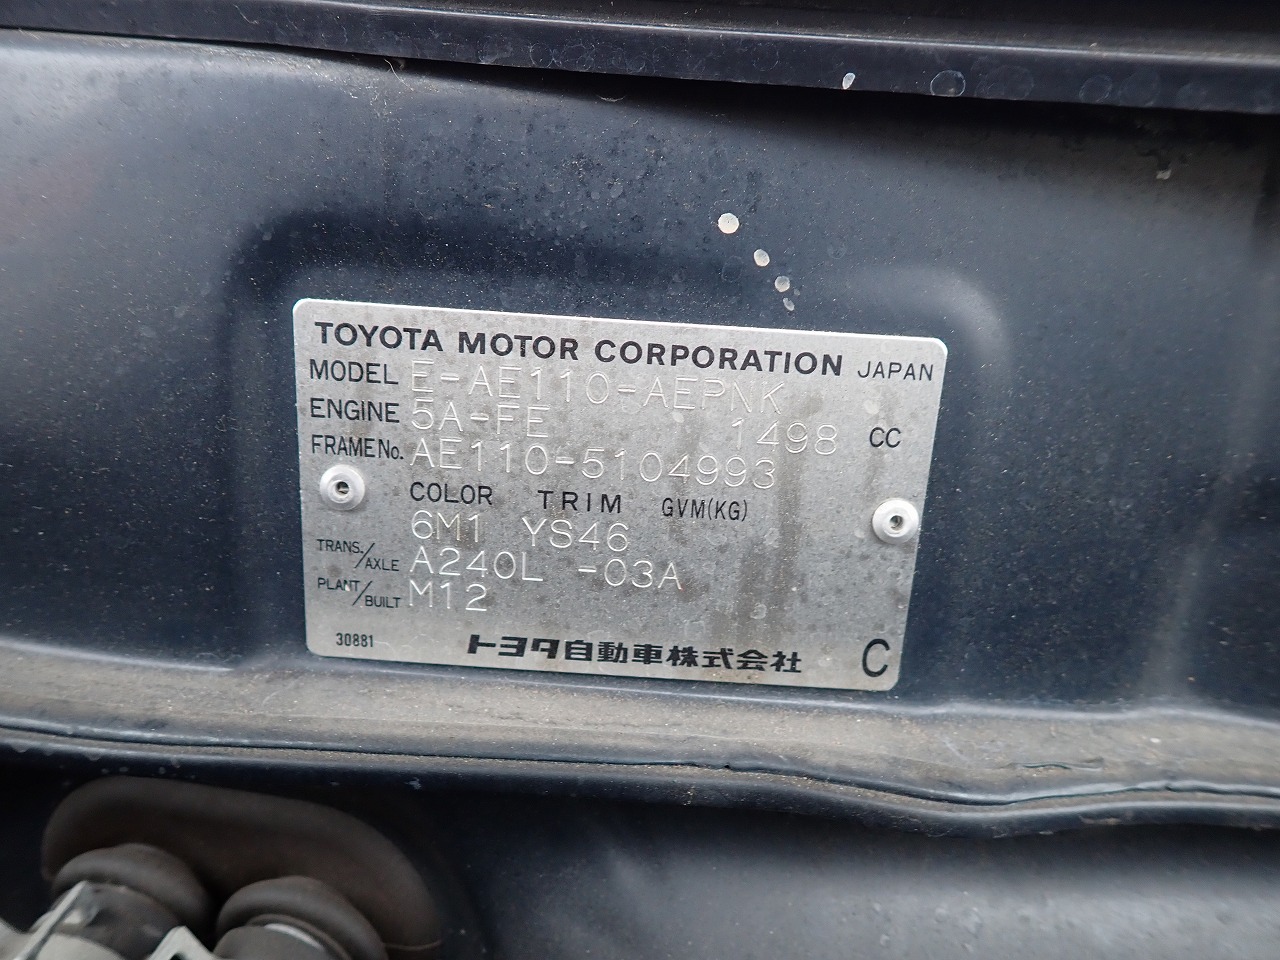 TOYOTA MOTOR CORPORATION JAPAN
MODEL E-AE110-AEPNK
ENGINE 5A-FE 1498 CC
FRAME No. AE110-5104993
COLOR TRIM GVM(KG)
6M1 YS46
TRANS./AXLE A240L -03A
PLANT/BUILT M12
30881 トヨタ自動車株式会社 C